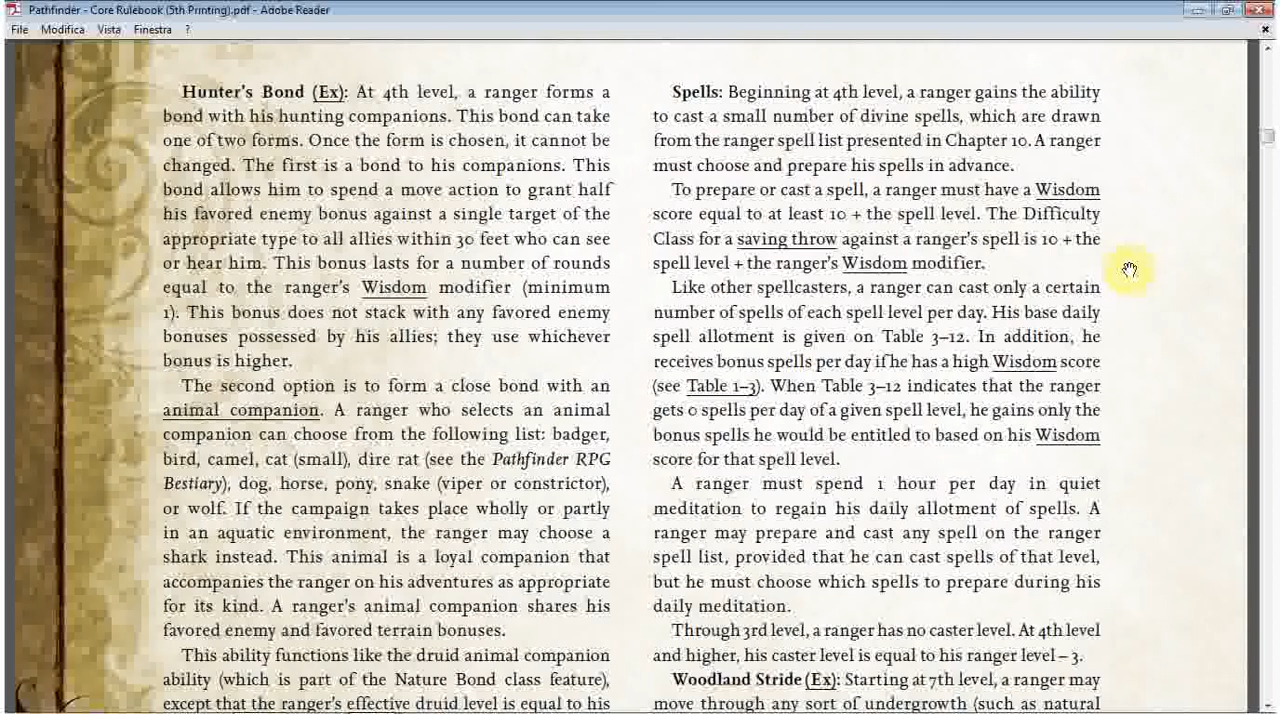 Pathfinder - Core Rulebook (5th Printing).pdf - Adobe Reader
File Modifica Vista Finestra ?
Hunter's Bond (Ex): At 4th level, a ranger forms a
bond with his hunting companions. This bond can take
one of two forms. Once the form is chosen, it cannot be
changed. The first is a bond to his companions. This
bond allows him to spend a move action to grant half
his favored enemy bonus against a single target of the
appropriate type to all allies within 30 feet who can see
or hear him. This bonus lasts for a number of rounds
equal to the ranger's Wisdom modifier (minimum
1). This bonus does not stack with any favored enemy
bonuses possessed by his allies; they use whichever
bonus is higher.
The second option is to form a close bond with an
animal companion. A ranger who selects an animal
companion can choose from the following list: badger,
bird, camel, cat (small), dire rat (see the Pathfinder RPG
Bestiary), dog, horse, pony, snake (viper or constrictor),
or wolf. If the campaign takes place wholly or partly
in an aquatic environment, the ranger may choose a
shark instead. This animal is a loyal companion that
accompanies the ranger on his adventures as appropriate
for its kind. A ranger's animal companion shares his
favored enemy and favored terrain bonuses.
This ability functions like the druid animal companion
ability (which is part of the Nature Bond class feature),
except that the ranger's effective druid level is equal to his
Spells: Beginning at 4th level, a ranger gains the ability
to cast a small number of divine spells, which are drawn
from the ranger spell list presented in Chapter 10. A ranger
must choose and prepare his spells in advance.
To prepare or cast a spell, a ranger must have a Wisdom
score equal to at least 10 + the spell level. The Difficulty
Class for a saving throw against a ranger's spell is 10 + the
spell level + the ranger's Wisdom modifier.
Like other spellcasters, a ranger can cast only a certain
number of spells of each spell level per day. His base daily
spell allotment is given on Table 3–12. In addition, he
receives bonus spells per day if he has a high Wisdom score
(see Table 1–3). When Table 3–12 indicates that the ranger
gets 0 spells per day of a given spell level, he gains only the
bonus spells he would be entitled to based on his Wisdom
score for that spell level.
A ranger must spend 1 hour per day in quiet
meditation to regain his daily allotment of spells. A
ranger may prepare and cast any spell on the ranger
spell list, provided that he can cast spells of that level,
but he must choose which spells to prepare during his
daily meditation.
Through 3rd level, a ranger has no caster level. At 4th level
and higher, his caster level is equal to his ranger level – 3.
Woodland Stride (Ex): Starting at 7th level, a ranger may
move through any sort of undergrowth (such as natural